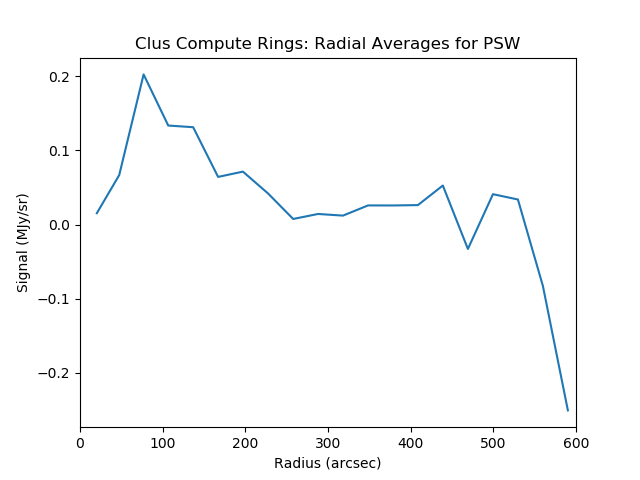 Clus Compute Rings: Radial Averages for PSW
0.2
0.1
0.0
−0.1
−0.2
Signal (MJy/sr)
0 100 200 300 400 500 600
Radius (arcsec)